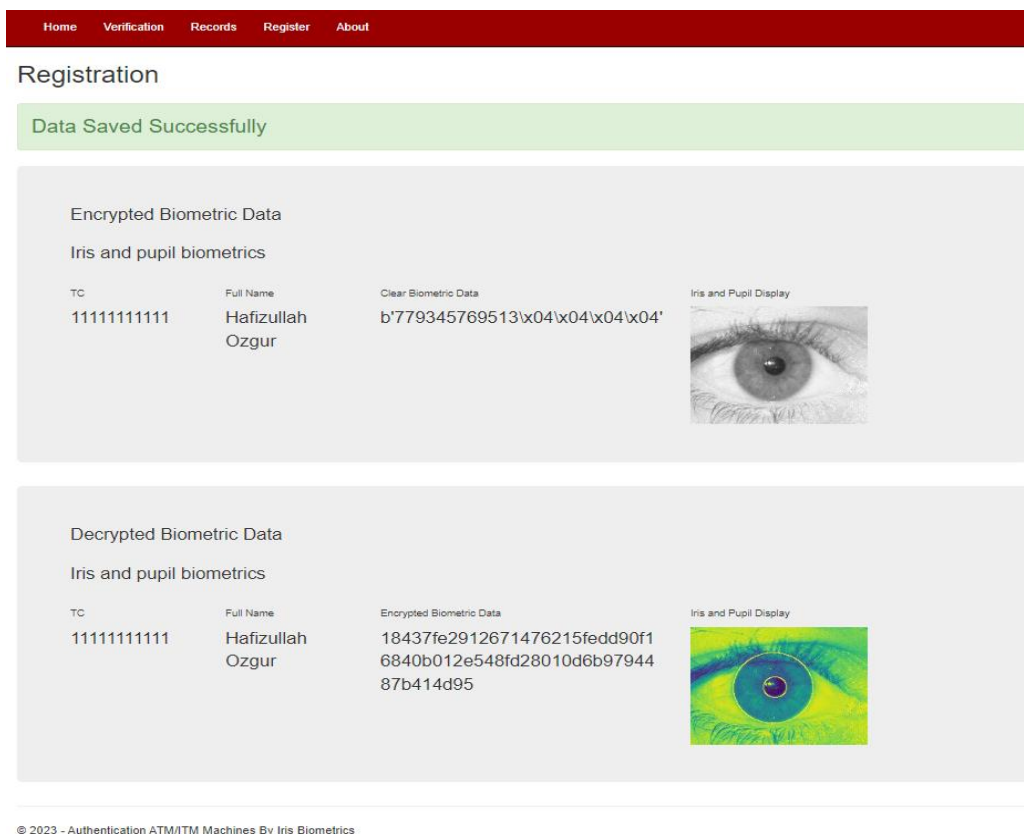 Home Verification Records Register About
Registration
Data Saved Successfully
Encrypted Biometric Data
Iris and pupil biometrics
TC Full Name Clear Biometric Data Iris and Pupil Display
11111111111 Hafizullah b'779345769513\x04\x04\x04\x04'
Ozgur
Decrypted Biometric Data
Iris and pupil biometrics
TC Full Name Encrypted Biometric Data Iris and Pupil Display
11111111111 Hafizullah 18437fe2912671476215fedd90f1
Ozgur 6840b012e548fd28010d6b97944
87b414d95
© 2023 - Authentication ATM/ITM Machines By Iris Biometrics